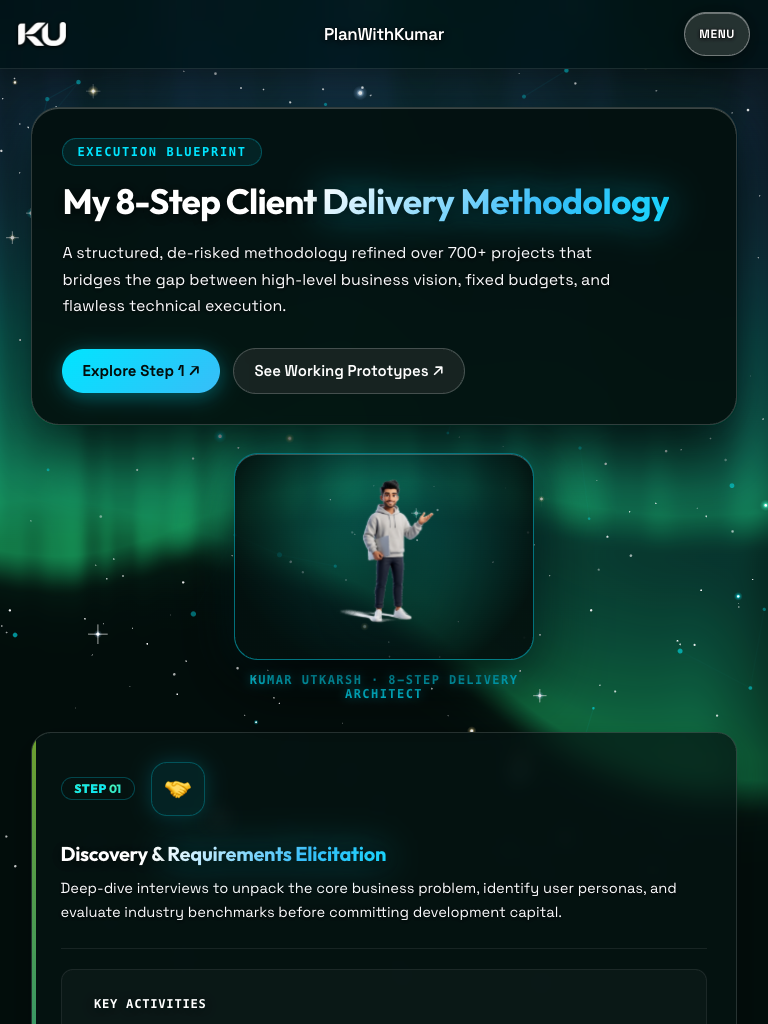 KU
PlanWithKumar
MENU
EXECUTION BLUEPRINT
My 8-Step Client Delivery Methodology
A structured, de-risked methodology refined over 700+ projects that
bridges the gap between high-level business vision, fixed budgets, and
flawless technical execution.
Explore Step 1 ↗
See Working Prototypes ↗
KUMAR UTKARSH · 8-STEP DELIVERY
ARCHITECT
STEP 01
Discovery & Requirements Elicitation
Deep-dive interviews to unpack the core business problem, identify user personas, and
evaluate industry benchmarks before committing development capital.
KEY ACTIVITIES